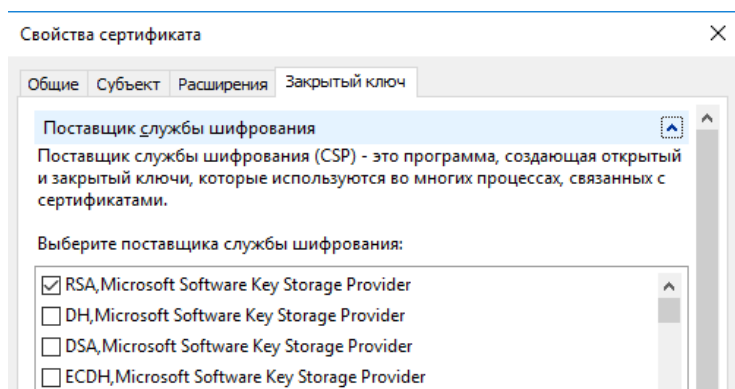 Свойства сертификата
Общие Субъект Расширения Закрытый ключ
Поставщик службы шифрования
Поставщик службы шифрования (CSP) - это программа, создающая открытый
и закрытый ключи, которые используются во многих процессах, связанных с
сертификатами.
Выберите поставщика службы шифрования:
RSA,Microsoft Software Key Storage Provider
DH,Microsoft Software Key Storage Provider
DSA,Microsoft Software Key Storage Provider
ECDH,Microsoft Software Key Storage Provider